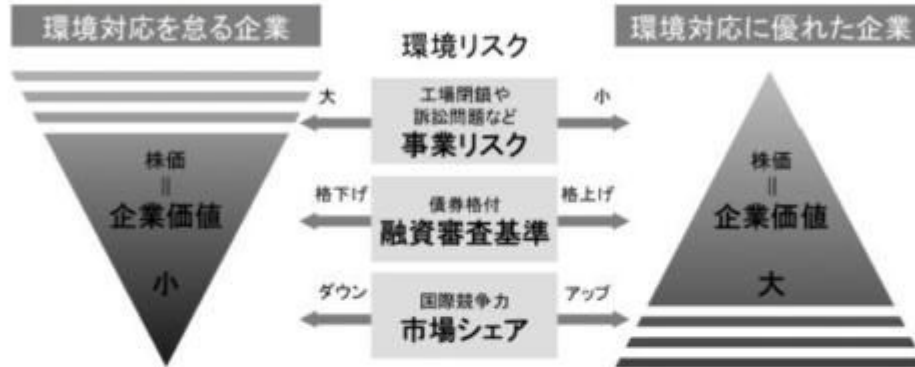 環境対応を怠る企業
環境リスク
環境対応に優れた企業
大
工場閉鎖や
訴訟問題など
事業リスク
小
株価
||
企業価値
小
格下げ
債券格付
融資審査基準
格上げ
ダウン
国際競争力
市場シェア
アップ
株価
||
企業価値
大